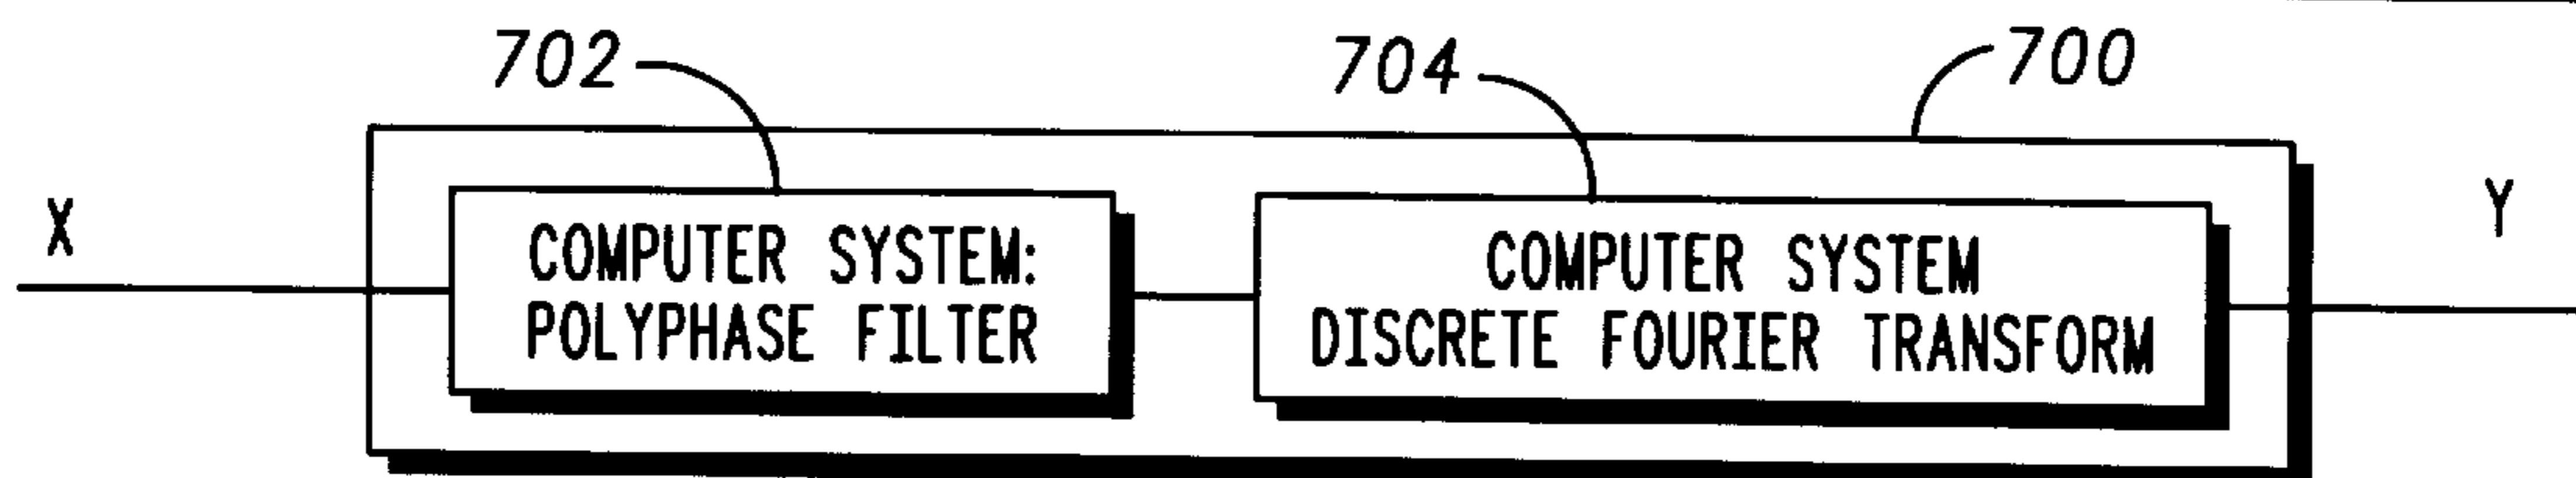 702
704
700
X
COMPUTER SYSTEM:
POLYPHASE FILTER
COMPUTER SYSTEM
DISCRETE FOURIER TRANSFORM
Y